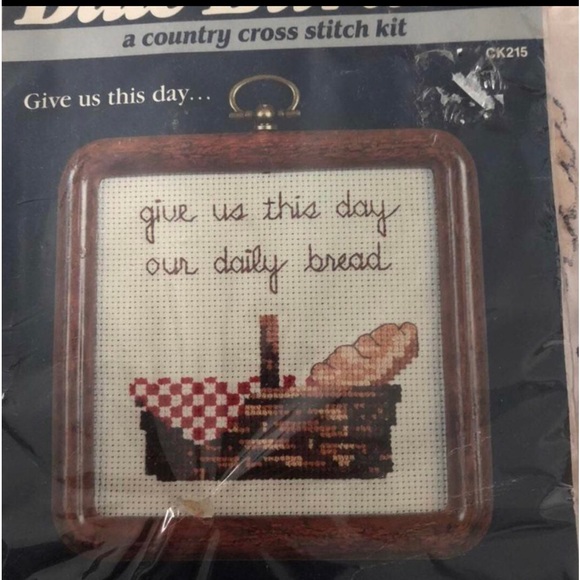 a country cross stitch kit
CK215
Give us this day...
give us this day
our daily bread